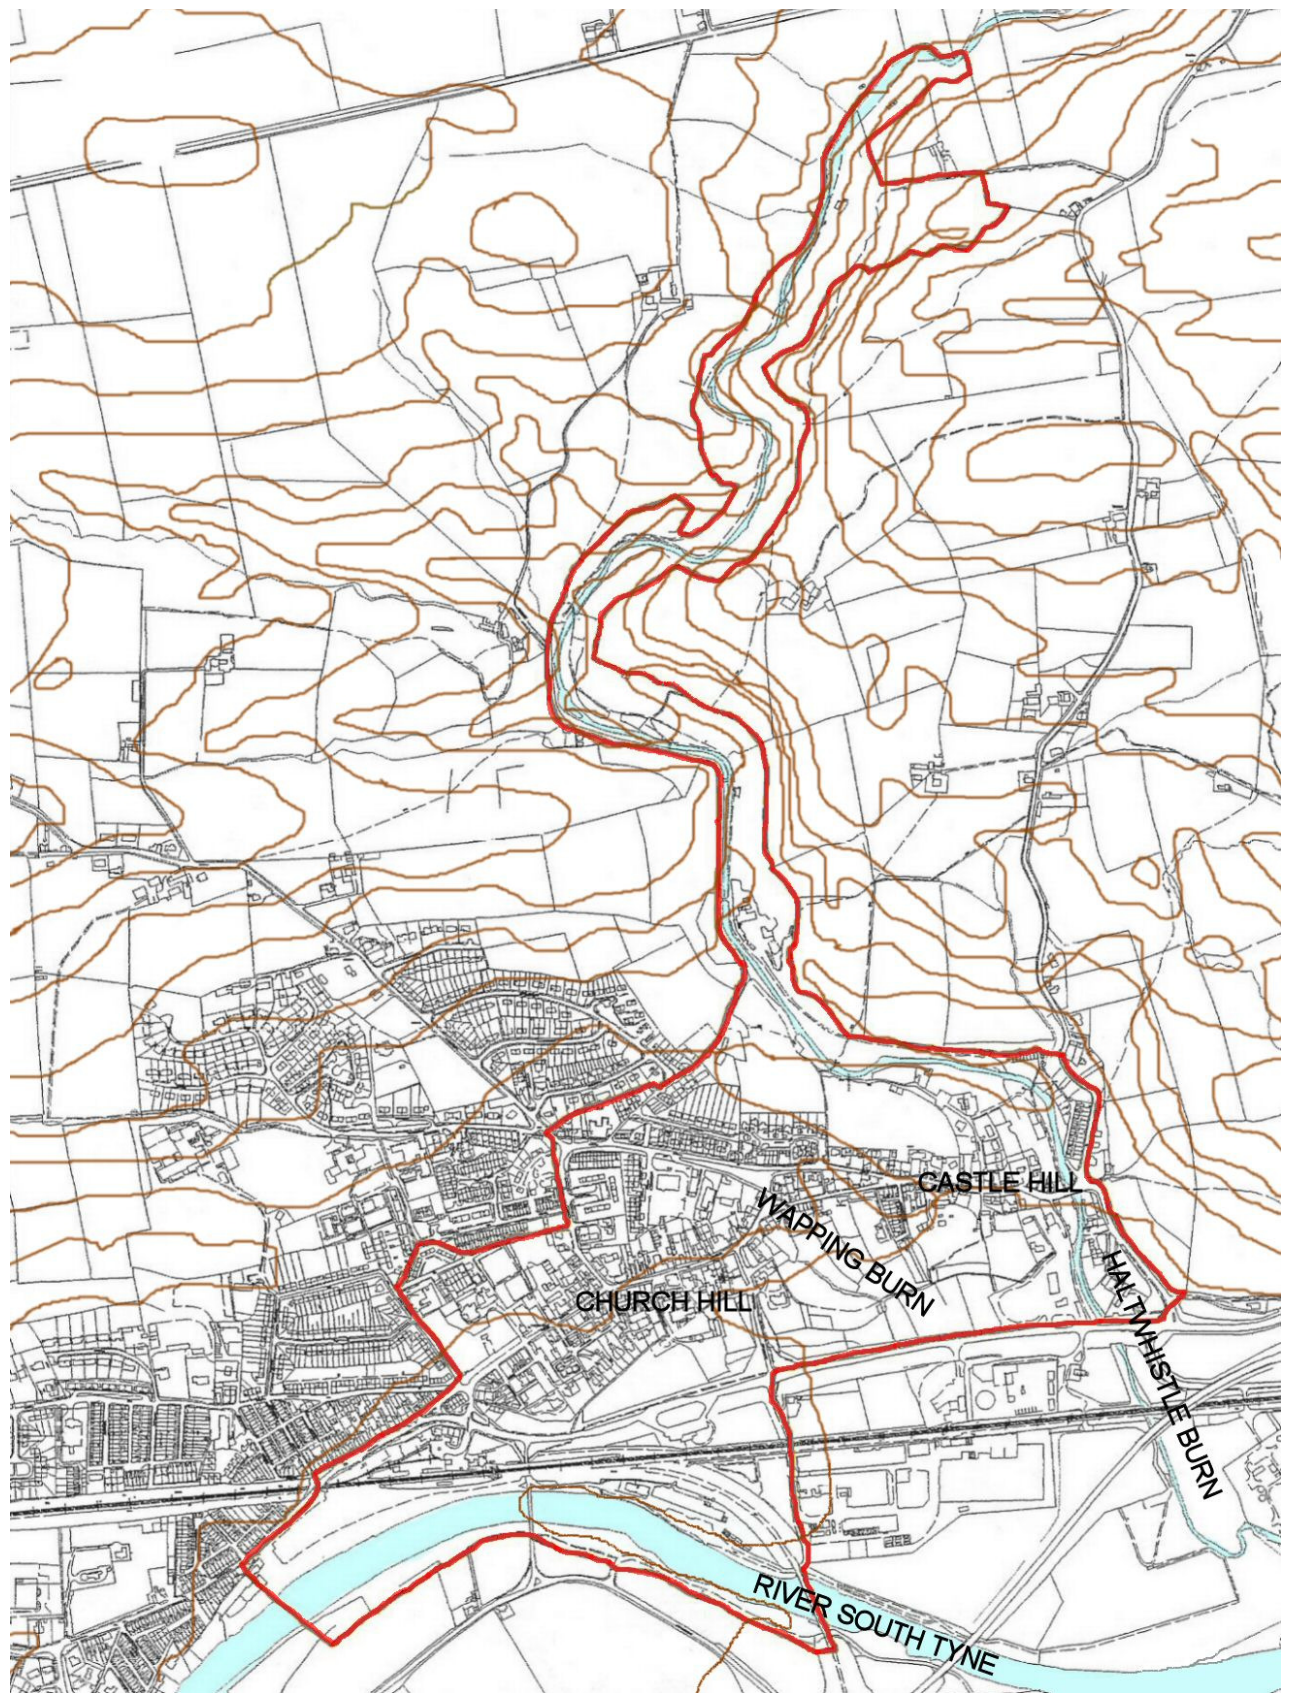 CASTLE HILL
WAPPING BURN
HALTWHISTLE BURN
CHURCH HILL
RIVER SOUTH TYNE